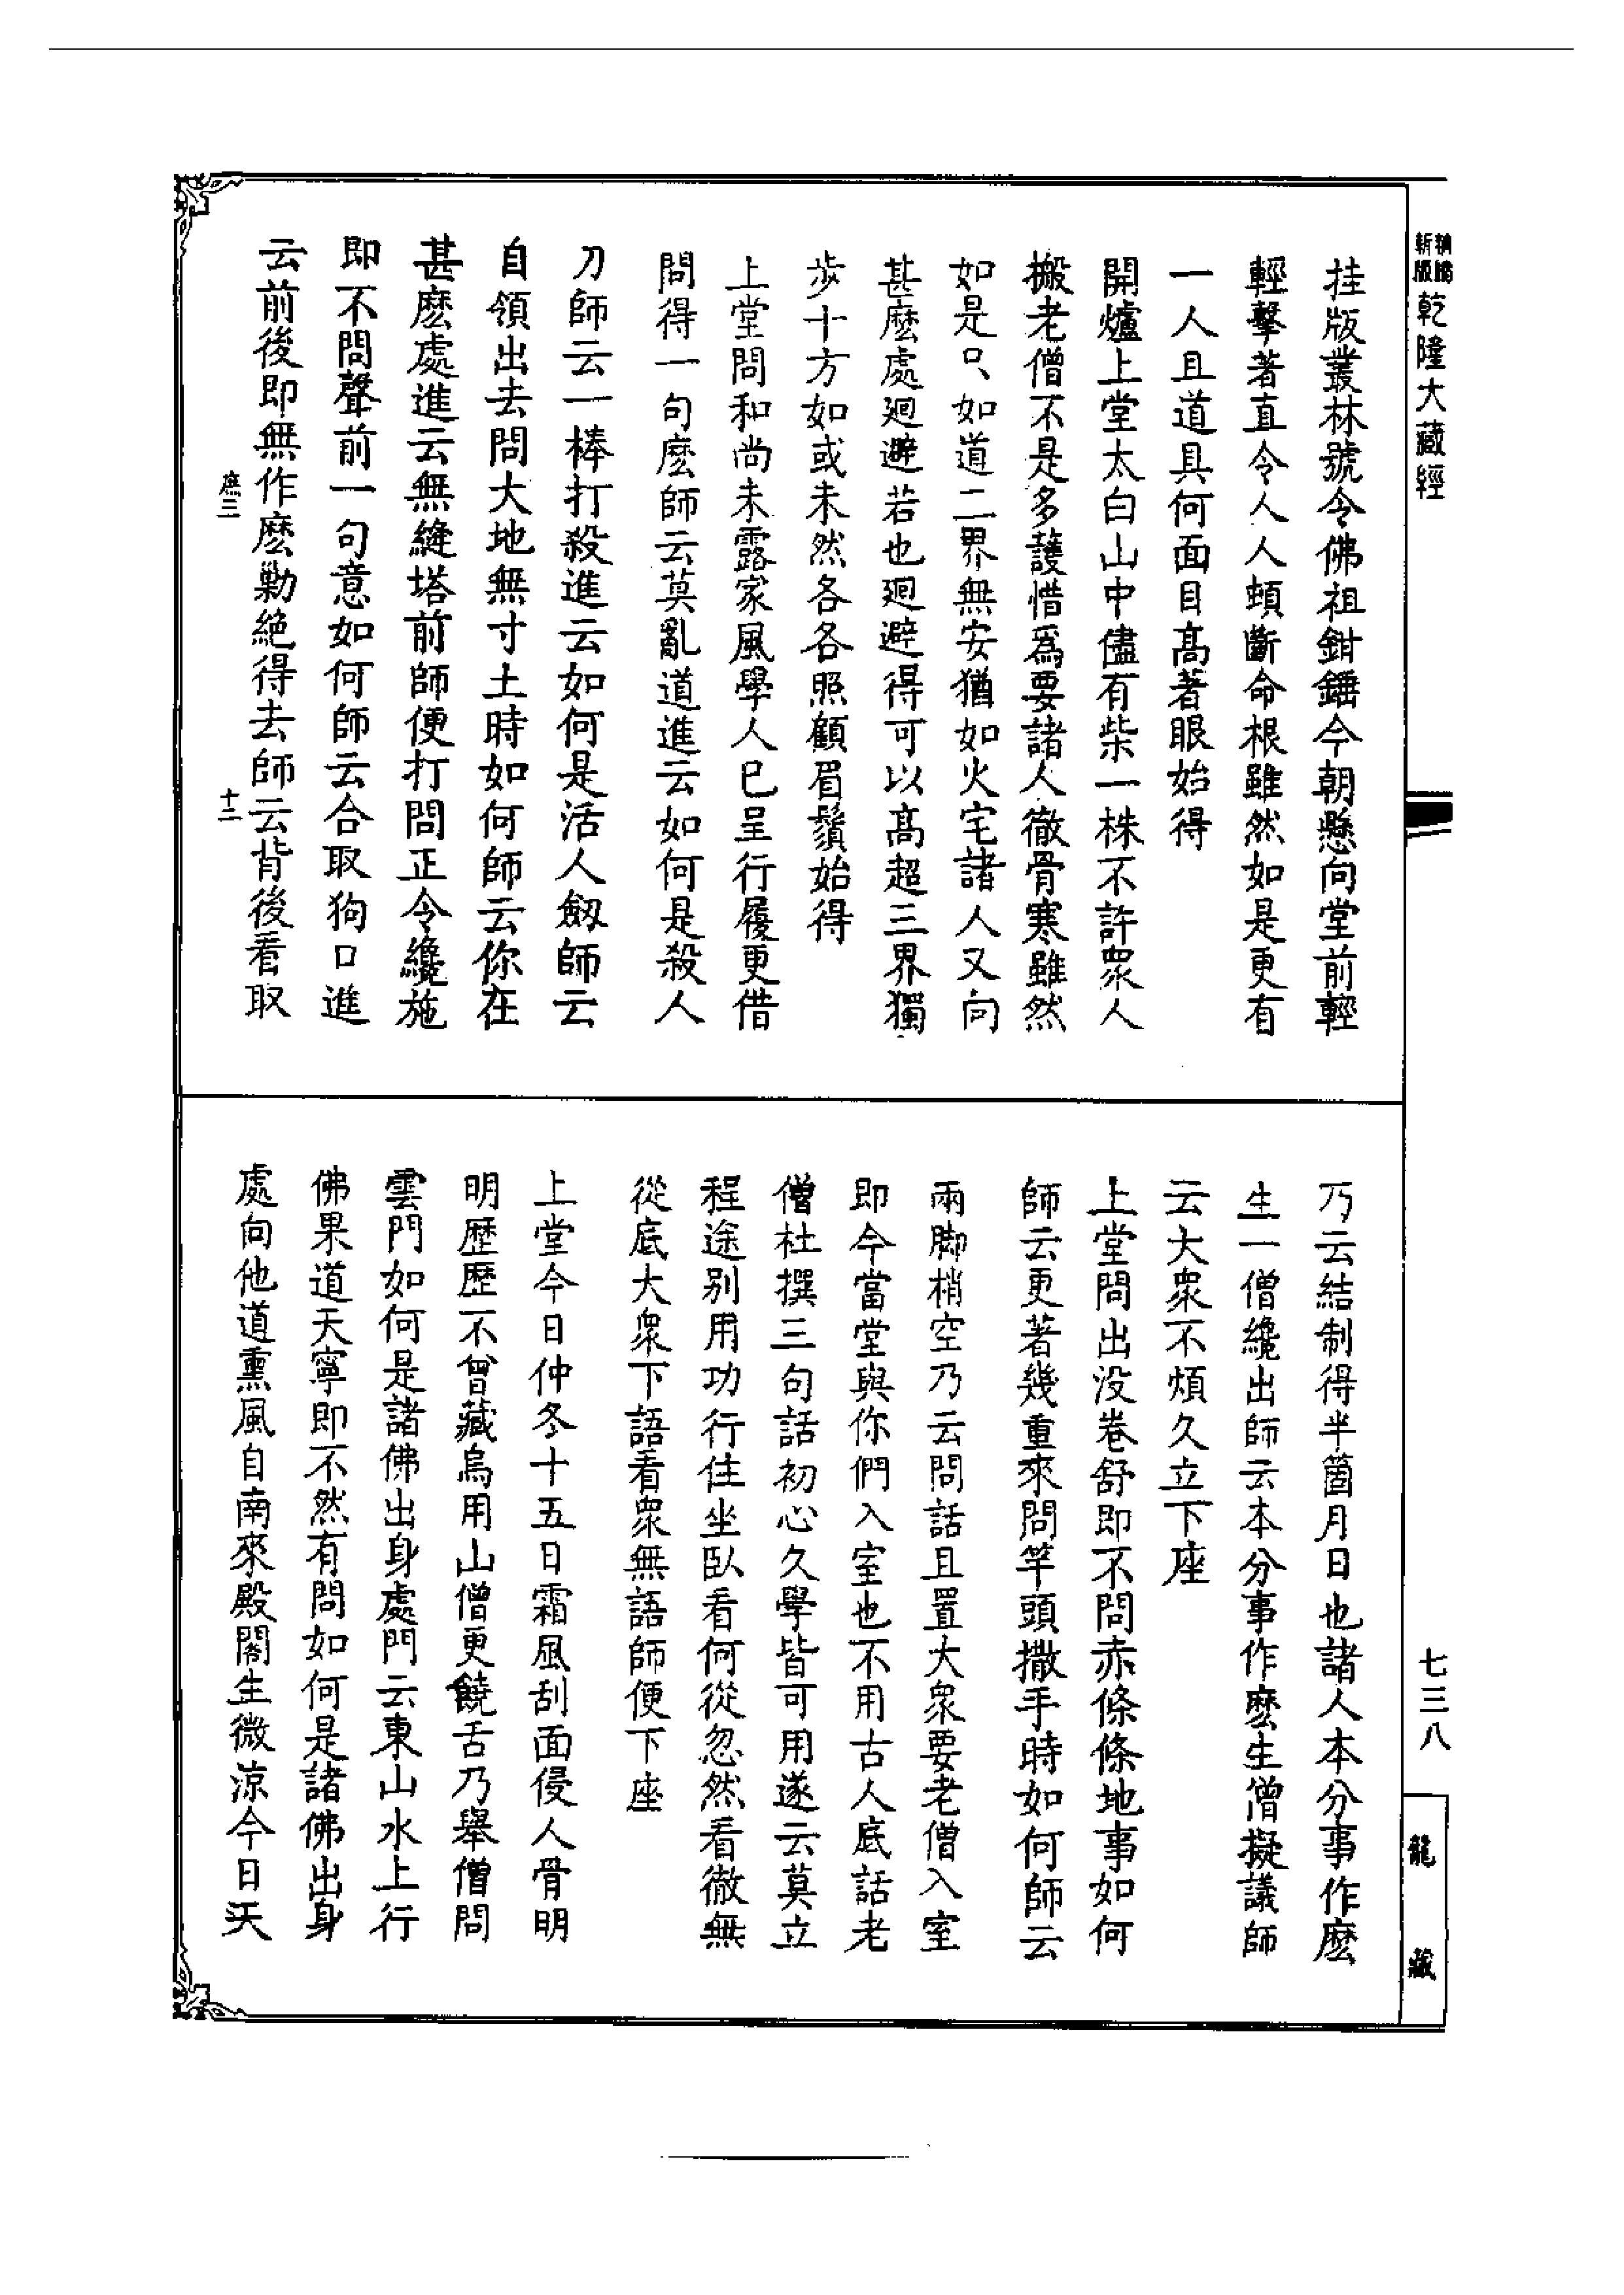 乾隆大藏經
挂版叢林號令佛祖鉗錘今朝懸向堂前輕
輕擊著直令人人頓斷命根雖然如是更有
一人且道具何面目高著眼始得
開爐上堂太白山中儘有柴一株不許衆人
搬老僧不是多護惜爲要諸人徹骨寒雖然
如是只如道二界無安猶如火宅諸人又向
甚麽處廻避若也廻避得可以高超三界獨
步十方如或未然各各照顧眉鬚始得
上堂問和尚未露家風學人已呈行履更借
問得一句麽師云莫亂道進云如何是殺人
刀師云一棒打殺進云如何是活人劒師云
自領出去問大地無寸土時如何師云你在
甚麽處進云無縫塔前師便打問正令纔施
即不問聲前一句意如何師云合取狗口進
云前後即無作麽勦絕得去師云背後看取
庶三
十二
乃云結制得半箇月日也諸人本分事作麽
生一僧纔出師云本分事作麽生僧擬議師
云大衆不煩久立下座
上堂問出没卷舒即不問赤條條地事如何
師云更著幾重來問竿頭撒手時如何師云
兩脚梢空乃云問話且置大衆要老僧入室
即今當堂與你們入室也不用古人底話老
僧杜撰三句話初心久學皆可用遂云莫立
程途别用功行住坐臥看何從忽然看徹無
從底大衆下語看衆無語師便下座
上堂今日仲冬十五日霜風刮面侵人骨明
明歷歷不曾藏烏用山僧更饒舌乃舉僧問
雲門如何是諸佛出身處門云東山水上行
佛果道天寧即不然有問如何是諸佛出身
處向他道熏風自南來殿閣生微涼今日天
七三八
龍藏